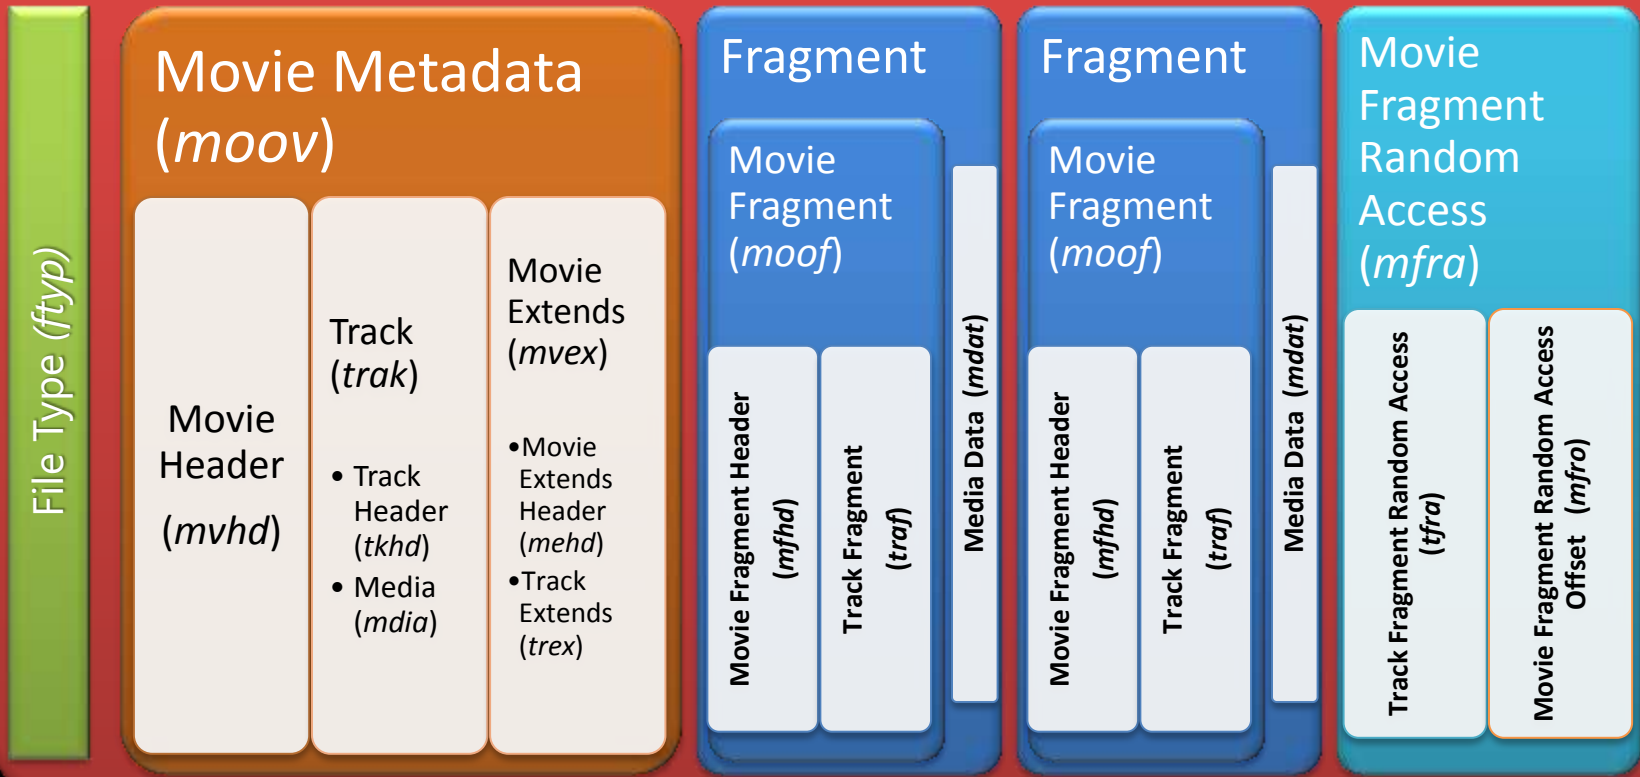 File Type (ftyp)
Movie Metadata
(moov)
Movie
Header
(mvhd)
Track
(trak)
• Track
Header
(tkhd)
• Media
(mdia)
Movie
Extends
(mvex)
•Movie
Extends
Header
(mehd)
•Track
Extends
(trex)
Fragment
Movie
Fragment
(moof)
Movie Fragment Header
(mfhd)
Track Fragment
(traf)
Media Data (mdat)
Fragment
Movie
Fragment
(moof)
Movie Fragment Header
(mfhd)
Track Fragment
(traf)
Media Data (mdat)
Movie
Fragment
Random
Access
(mfra)
Track Fragment Random Access
(tfra)
Movie Fragment Random Access
Offset (mfro)